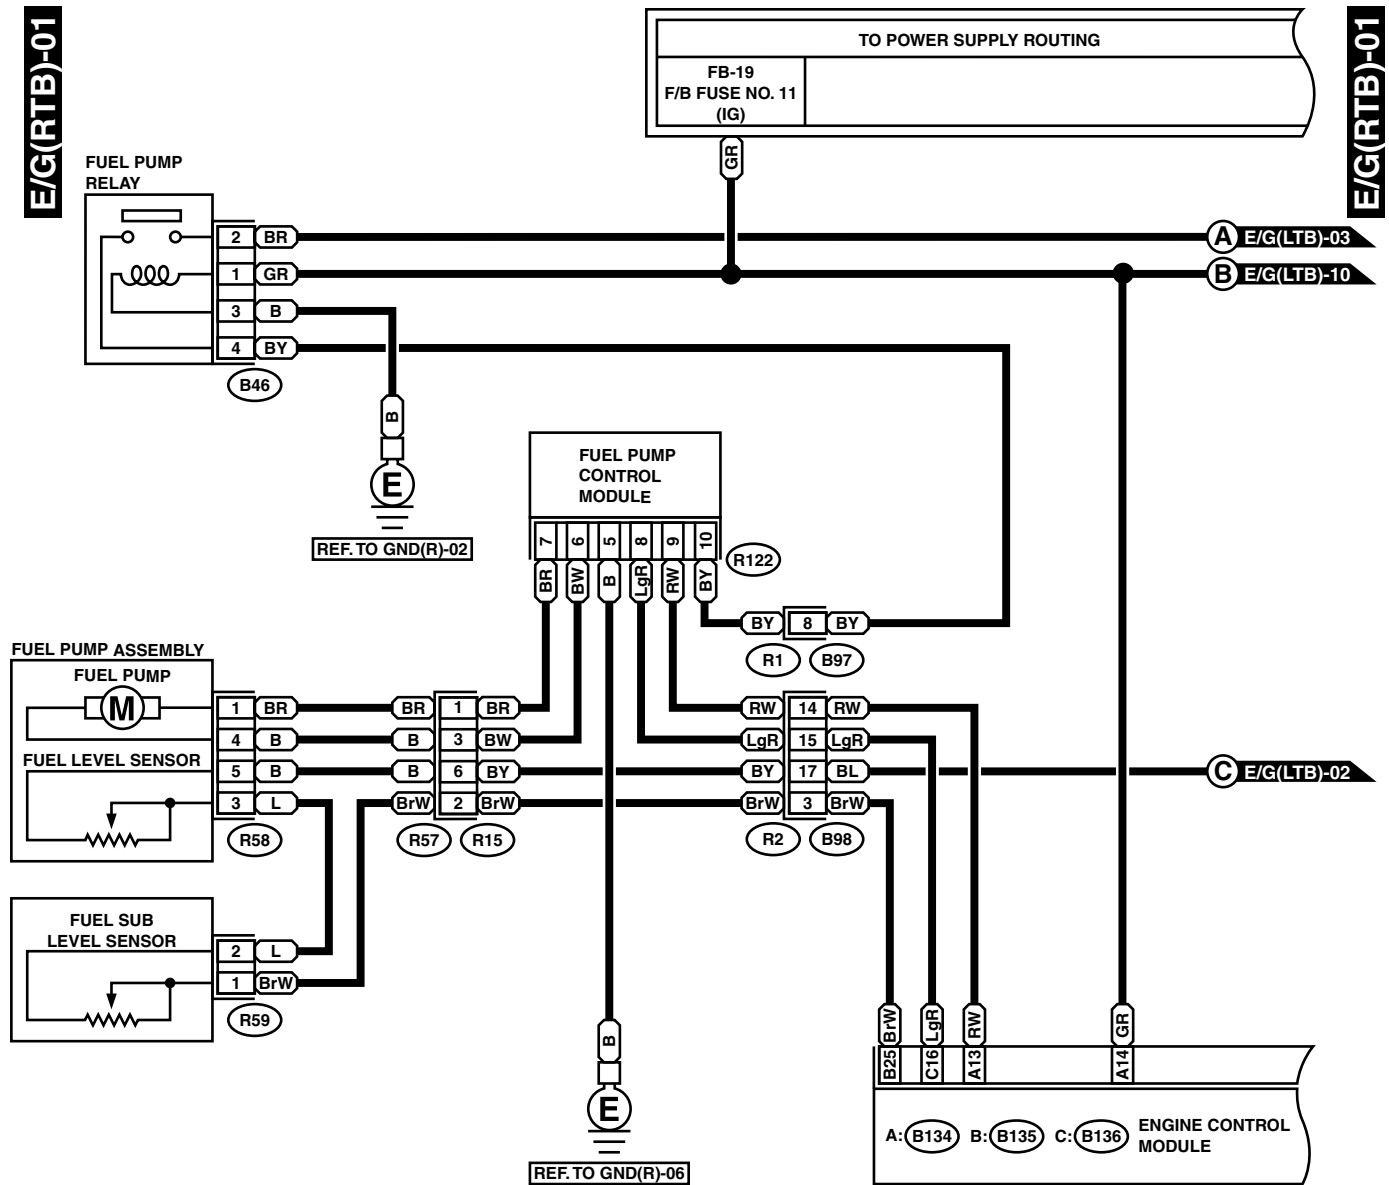 E/G(RTB)-01
E/G(RTB)-01
TO POWER SUPPLY ROUTING
FB-19
F/B FUSE NO. 11
(IG)
GR
FUEL PUMP
RELAY
2 BR
A E/G(LTB)-03
1 GR
B E/G(LTB)-10
3 B
4 BY
B46
B
E
REF. TO GND(R)-02
FUEL PUMP
CONTROL
MODULE
7 6 5 8 9 10
R122
BR BW B LgR RW BY
BY 8 BY
R1 B97
FUEL PUMP ASSEMBLY
FUEL PUMP
M
1 BR BR 1 BR RW 14 RW
4 B B 3 BW LgR 15 LgR
FUEL LEVEL SENSOR
5 B B 6 BY BY 17 BL
C E/G(LTB)-02
3 L BrW 2 BrW BrW 3 BrW
R58 R57 R15 R2 B98
FUEL SUB
LEVEL SENSOR
2 L
1 BrW
R59
B
E
REF. TO GND(R)-06
BrW LgR RW GR
B25 C16 A13 A14
A: B134 B: B135 C: B136
ENGINE CONTROL
MODULE